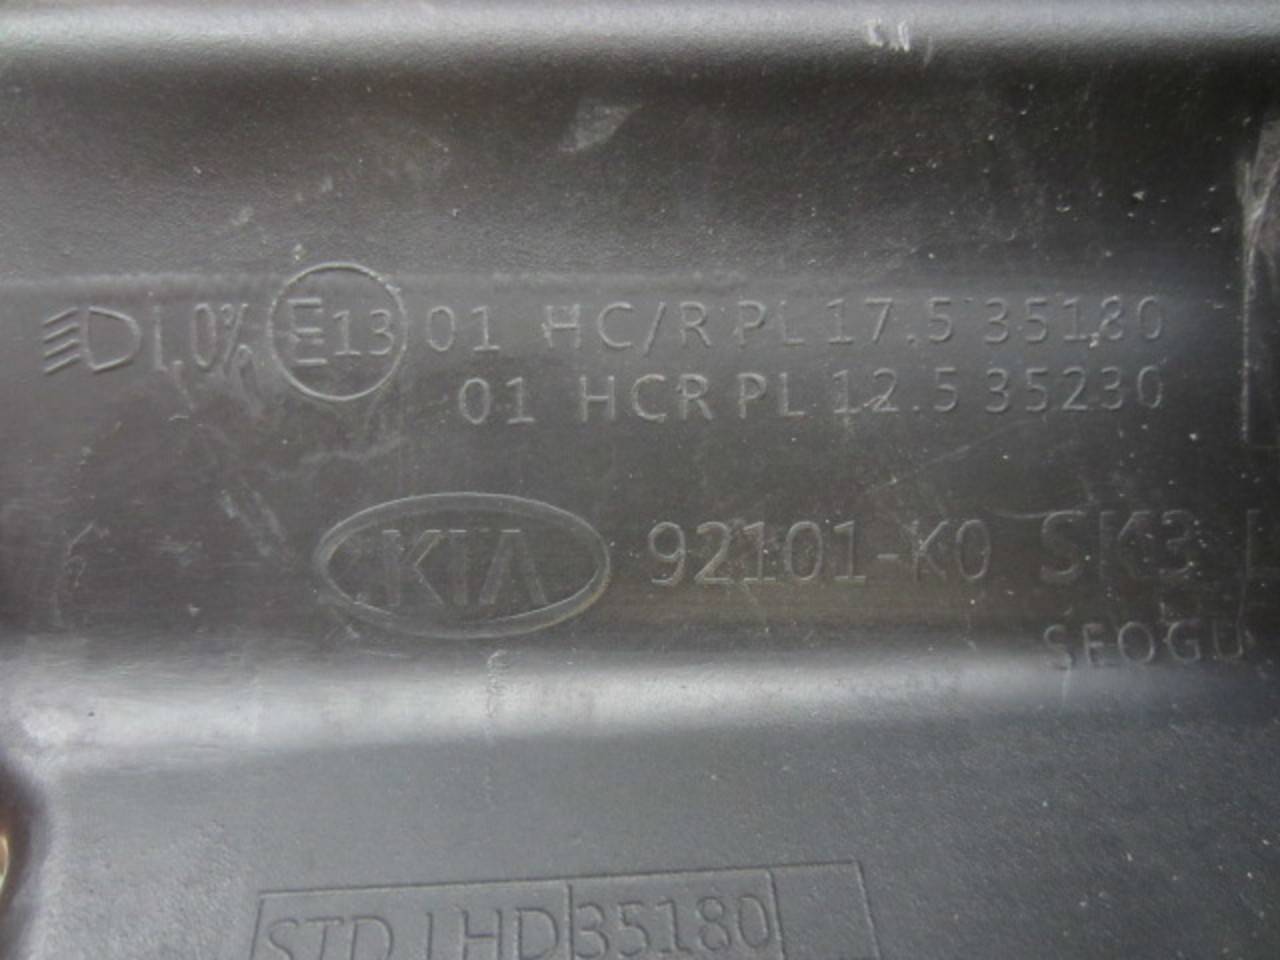 1.0% E13 01 HC/R PL 17.5 35180
01 HCR PL 12.5 35230
KIA 92101-K0 SK3 L
SEOGU
STD LHD 35180